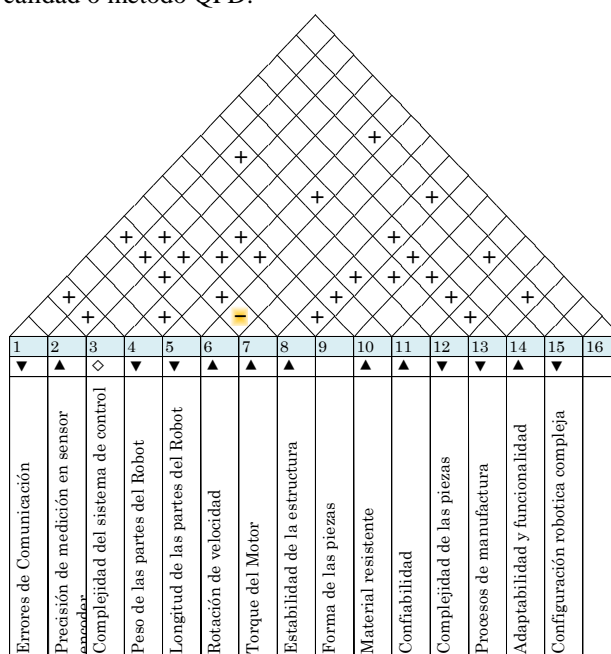 calidad o método QFD.
1 2 3 4 5 6 7 8 9 10 11 12 13 14 15 16
▼ ▲ ◇ ▼ ▼ ▲ ▲ ▲ ▲ ▲ ▼ ▼ ▲ ▼
Errores de Comunicación
Precisión de medición en sensor
encoder
Complejidad del sistema de control
Peso de las partes del Robot
Longitud de las partes del Robot
Rotación de velocidad
Torque del Motor
Estabilidad de la estructura
Forma de las piezas
Material resistente
Confiabilidad
Complejidad de las piezas
Procesos de manufactura
Adaptabilidad y funcionalidad
Configuración robotica compleja